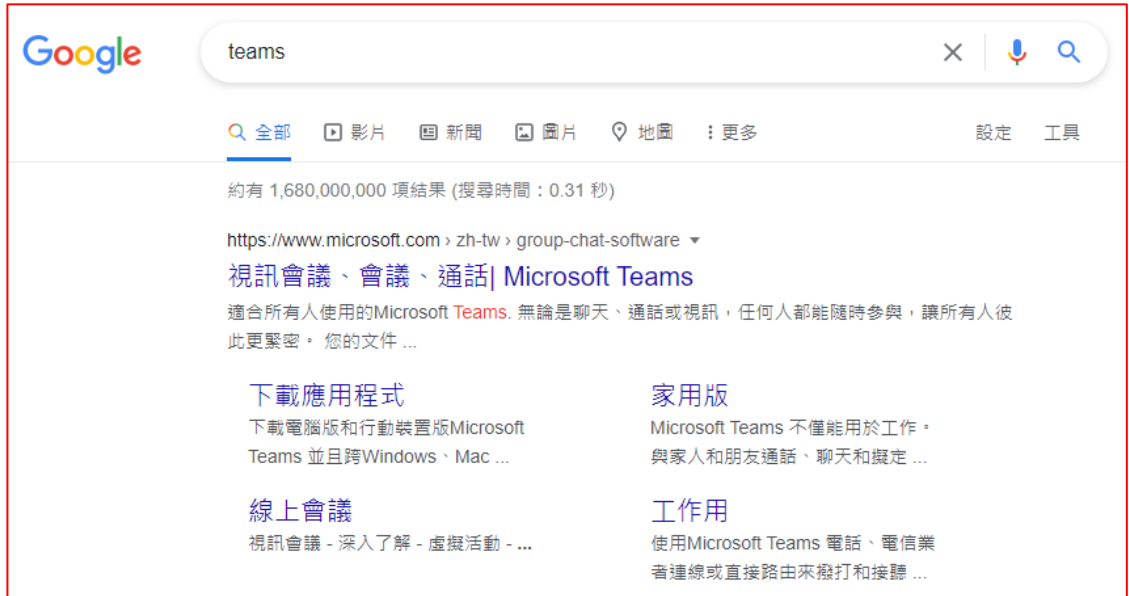 Google
teams
全部 影片 新聞 圖片 地圖 更多 設定 工具
約有 1,680,000,000 項結果 (搜尋時間：0.31 秒)
https://www.microsoft.com › zh-tw › group-chat-software
視訊會議、會議、通話| Microsoft Teams
適合所有人使用的Microsoft Teams. 無論是聊天、通話或視訊，任何人都能隨時參與，讓所有人彼
此更緊密。 您的文件 ...
下載應用程式
下載電腦版和行動裝置版Microsoft
Teams 並且跨Windows、Mac ...
家用版
Microsoft Teams 不僅能用於工作。
與家人和朋友通話、聊天和擬定 ...
線上會議
視訊會議 - 深入了解 - 虛擬活動 - ...
工作用
使用Microsoft Teams 電話、電信業
者連線或直接路由來撥打和接聽 ...